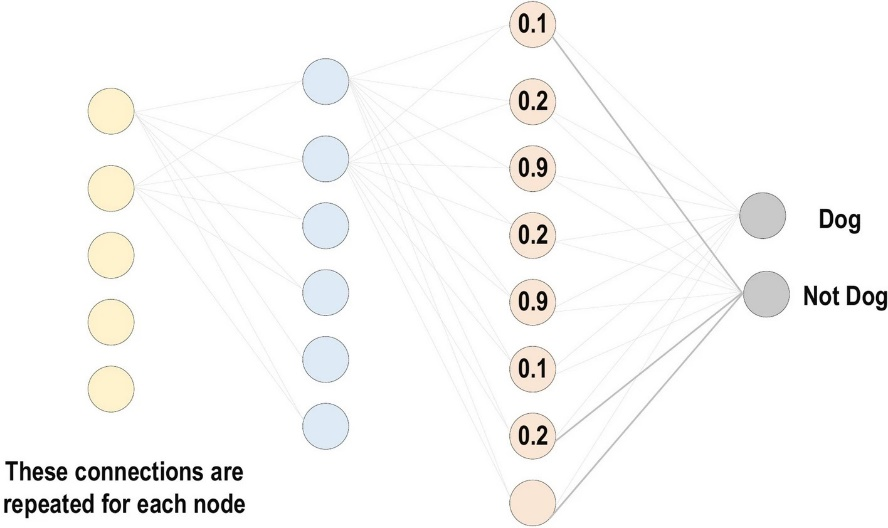 0.1
0.2
0.9
0.2
0.9
0.1
0.2
Dog
Not Dog
These connections are
repeated for each node